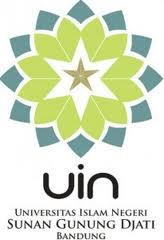 uin
UNIVERSITAS ISLAM NEGERI
SUNAN GUNUNG DJATI
BANDUNG